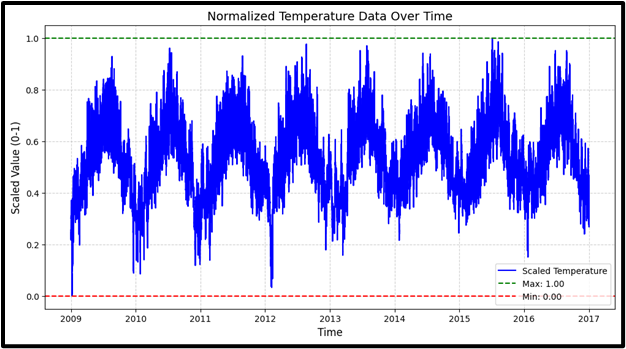 Normalized Temperature Data Over Time
Scaled Value (0-1)
1.0
0.8
0.6
0.4
0.2
0.0
2009 2010 2011 2012 2013 2014 2015 2016 2017
Time
Scaled Temperature
Max: 1.00
Min: 0.00